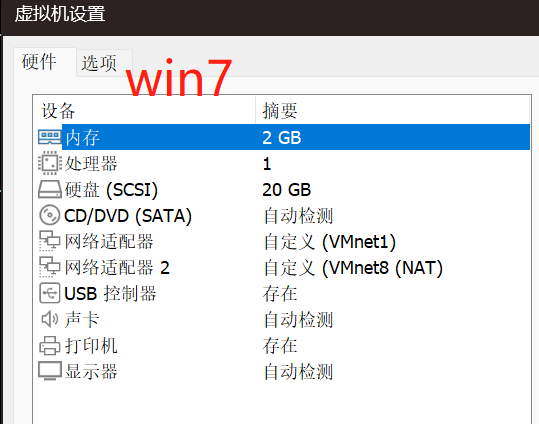 虚拟机设置
硬件 选项 win7
设备 摘要
内存 2 GB
处理器 1
硬盘 (SCSI) 20 GB
CD/DVD (SATA) 自动检测
网络适配器 自定义 (VMnet1)
网络适配器 2 自定义 (VMnet8 (NAT)
USB 控制器 存在
声卡 自动检测
打印机 存在
显示器 自动检测